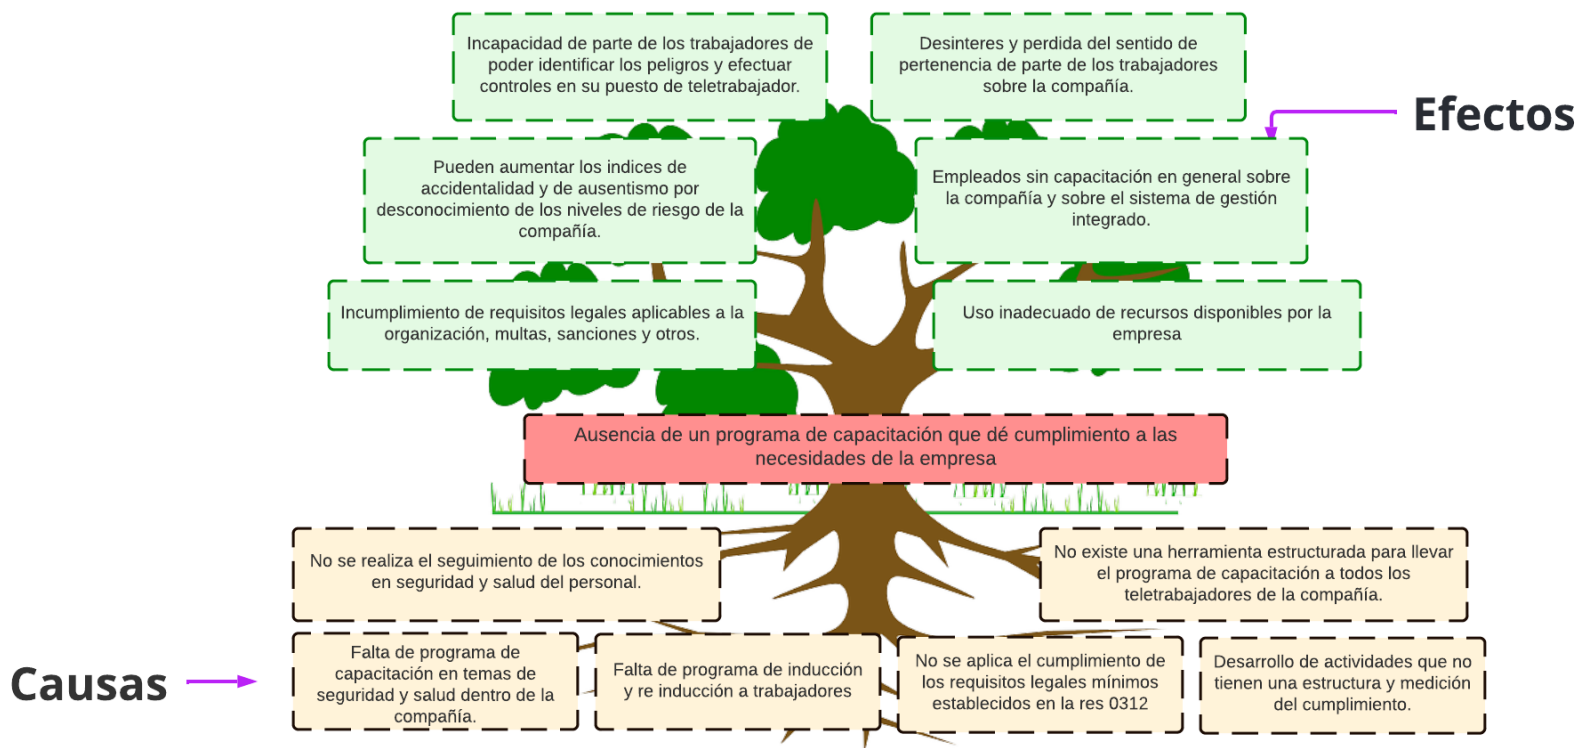 Incapacidad de parte de los trabajadores de
poder identificar los peligros y efectuar
controles en su puesto de teletrabajador.
Desinteres y perdida del sentido de
pertenencia de parte de los trabajadores
sobre la compañía.
Efectos
Pueden aumentar los indices de
accidentalidad y de ausentismo por
desconocimiento de los niveles de riesgo de la
compañía.
Empleados sin capacitación en general sobre
la compañía y sobre el sistema de gestión
integrado.
Incumplimiento de requisitos legales aplicables a la
organización, multas, sanciones y otros.
Uso inadecuado de recursos disponibles por la
empresa
Ausencia de un programa de capacitación que dé cumplimiento a las
necesidades de la empresa
No se realiza el seguimiento de los conocimientos
en seguridad y salud del personal.
No existe una herramienta estructurada para llevar
el programa de capacitación a todos los
teletrabajadores de la compañía.
Causas
Falta de programa de
capacitación en temas de
seguridad y salud dentro de la
compañía.
Falta de programa de inducción
y re inducción a trabajadores
No se aplica el cumplimiento de
los requisitos legales mínimos
establecidos en la res 0312
Desarrollo de actividades que no
tienen una estructura y medición
del cumplimiento.